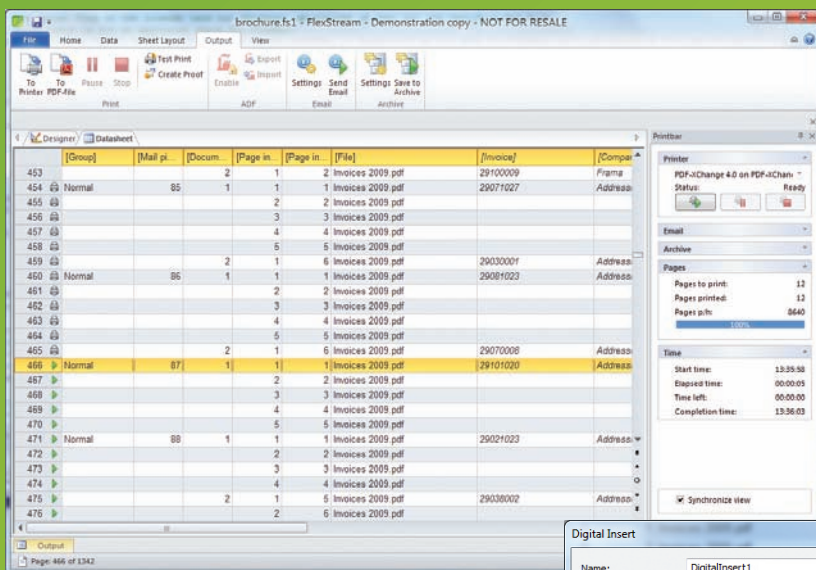 brochure.fs1 - FlexStream - Demonstration copy - NOT FOR RESALE
File Home Data Sheet Layout Output View
To Printer To PDF-file Pause Stop Test Print Create Proof Enable Export Import Settings Send Email Settings Save to Archive
Print ADF Email Archive
Designer Datasheet
[Group] [Mail pi... [Docum... [Page in... [Page in... [File] [Invoice] [Compar
453 2 1 2 Invoices 2009.pdf 29100009 Frama
454 Normal 85 1 1 1 Invoices 2009.pdf 29071027 Address
455 2 2 Invoices 2009.pdf
456 3 3 Invoices 2009.pdf
457 4 4 Invoices 2009.pdf
458 5 5 Invoices 2009.pdf
459 2 1 6 Invoices 2009.pdf 29030001 Address
460 Normal 86 1 1 1 Invoices 2009.pdf 29081023 Address
461 2 2 Invoices 2009.pdf
462 3 3 Invoices 2009.pdf
463 4 4 Invoices 2009.pdf
464 5 5 Invoices 2009.pdf
465 2 1 6 Invoices 2009.pdf 29070006 Address
466 Normal 87 1 1 1 Invoices 2009.pdf 29101020 Address
467 2 2 Invoices 2009.pdf
468 3 3 Invoices 2009.pdf
469 4 4 Invoices 2009.pdf
470 5 5 Invoices 2009.pdf
471 Normal 88 1 1 1 Invoices 2009.pdf 29021023 Address
472 2 2 Invoices 2009.pdf
473 3 3 Invoices 2009.pdf
474 4 4 Invoices 2009.pdf
475 2 1 5 Invoices 2009.pdf 29038002 Address
476 2 6 Invoices 2009.pdf
Output
Page: 466 of 1342
Printbar
Printer
PDF-XChange 4.0 on PDF-XChan
Status: Ready
Email
Archive
Pages
Pages to print: 12
Pages printed: 12
Pages p/h: 8640
100%
Time
Start time: 13:35:58
Elapsed time: 00:00:05
Time left: 00:00:00
Completion time: 13:36:03
Synchronize view
Digital Insert
Name: DigitalInsert1